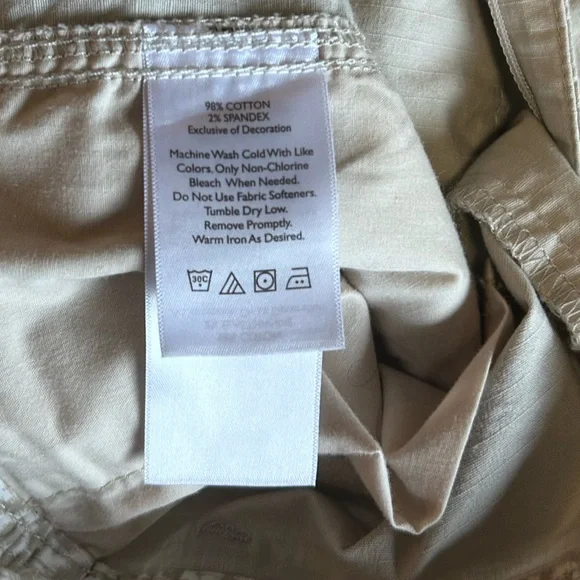 98% COTTON
2% SPANDEX
Exclusive of Decoration
Machine Wash Cold With Like
Colors. Only Non-Chlorine
Bleach When Needed.
Do Not Use Fabric Softeners.
Tumble Dry Low.
Remove Promptly.
Warm Iron As Desired.
30C